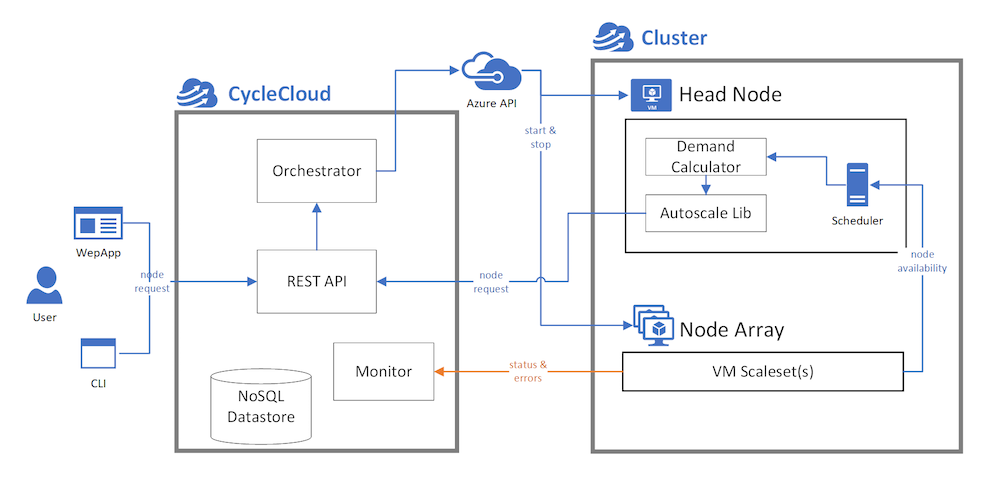 Cluster
CycleCloud
Azure API
VM
Head Node
start &
stop
Demand
Calculator
Orchestrator
Autoscale Lib
Scheduler
WepApp
node
request
REST API
node
request
node
availability
User
Node Array
CLI
Monitor
status &
errors
VM Scaleset(s)
NoSQL
Datastore